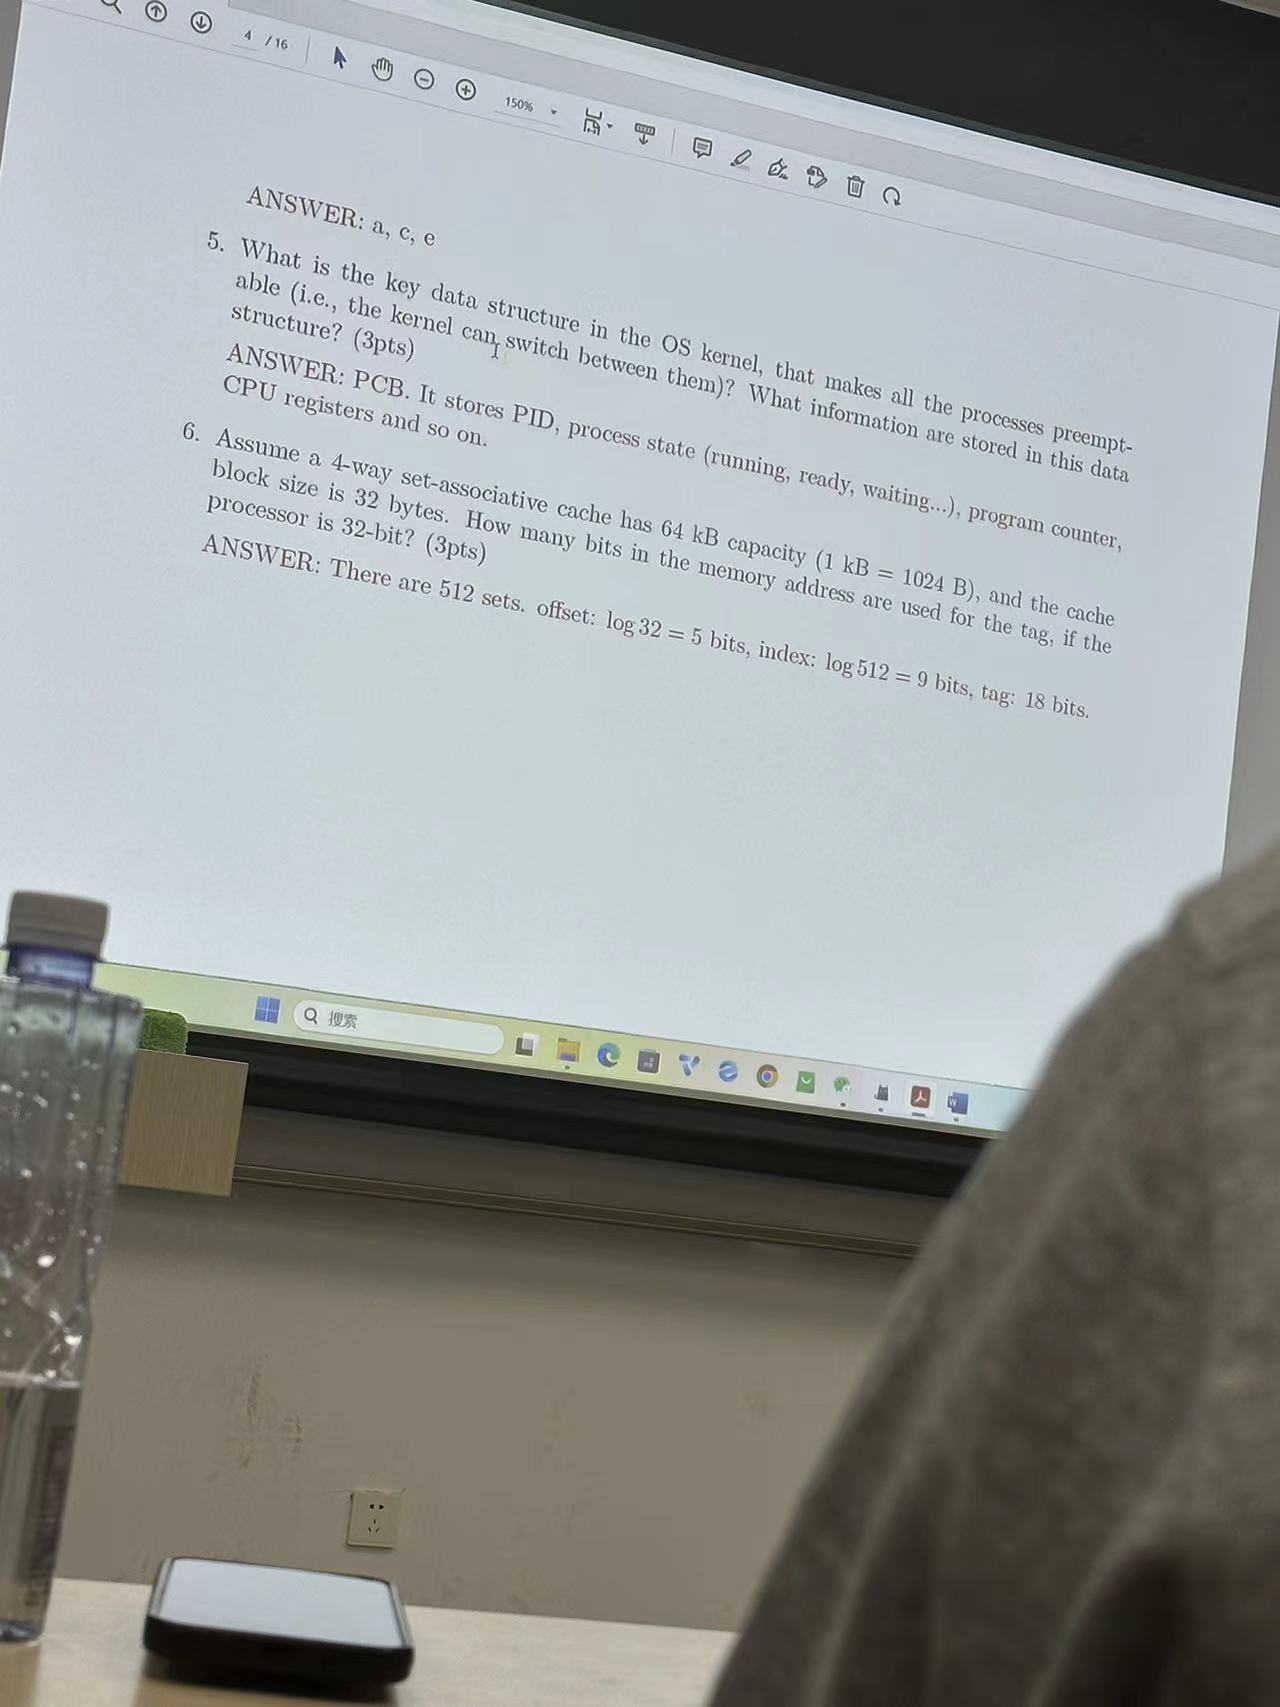 4 / 16
150%
ANSWER: a, c, e
5. What is the key data structure in the OS kernel, that makes all the processes preempt-
able (i.e., the kernel can switch between them)? What information are stored in this data
structure? (3pts)
ANSWER: PCB. It stores PID, process state (running, ready, waiting...), program counter,
CPU registers and so on.
6. Assume a 4-way set-associative cache has 64 kB capacity (1 kB = 1024 B), and the cache
block size is 32 bytes. How many bits in the memory address are used for the tag, if the
processor is 32-bit? (3pts)
ANSWER: There are 512 sets. offset: log 32 = 5 bits, index: log 512 = 9 bits, tag: 18 bits.
搜索